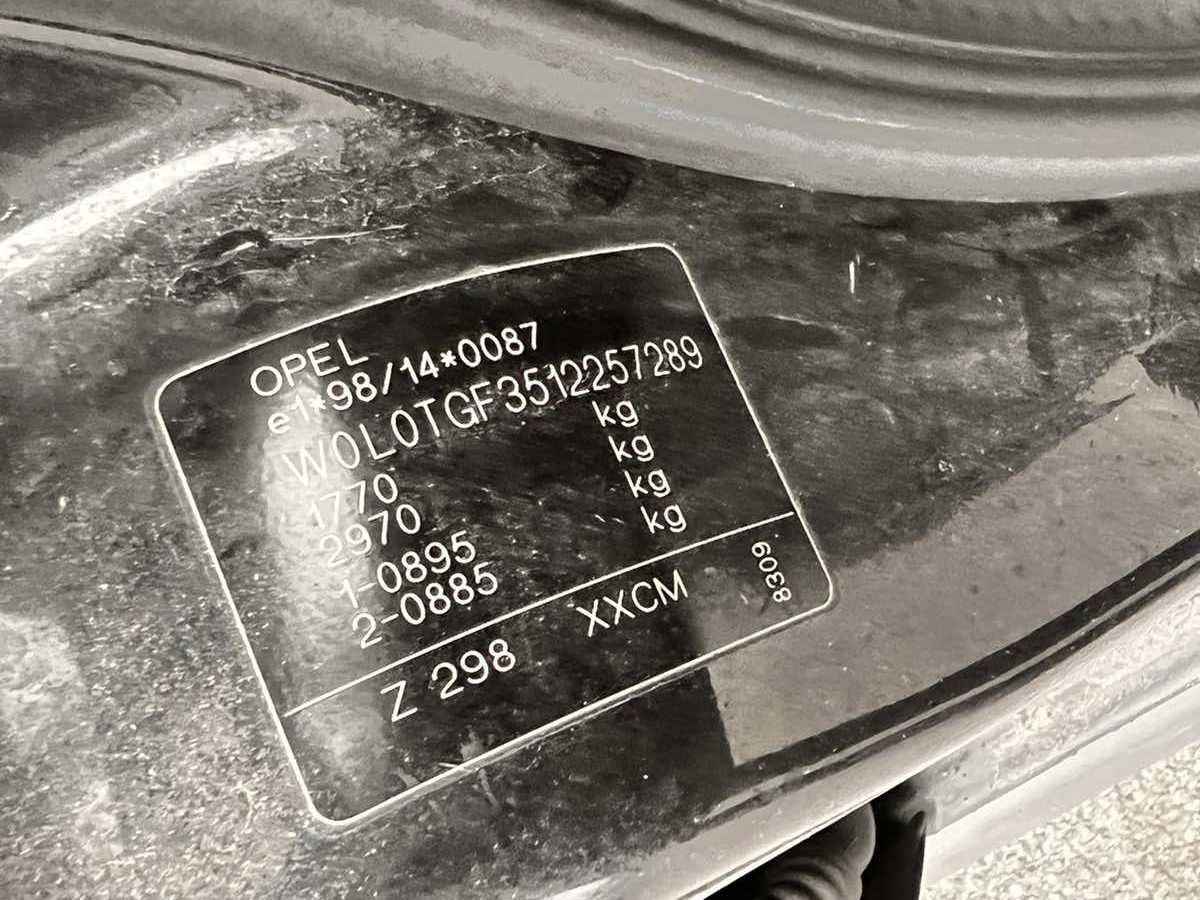 OPEL
e1*98/14*0087
W0L0TGF3512257289
1770 kg
2970 kg
1-0895 kg
2-0885 kg
Z 298 XXCM 8309